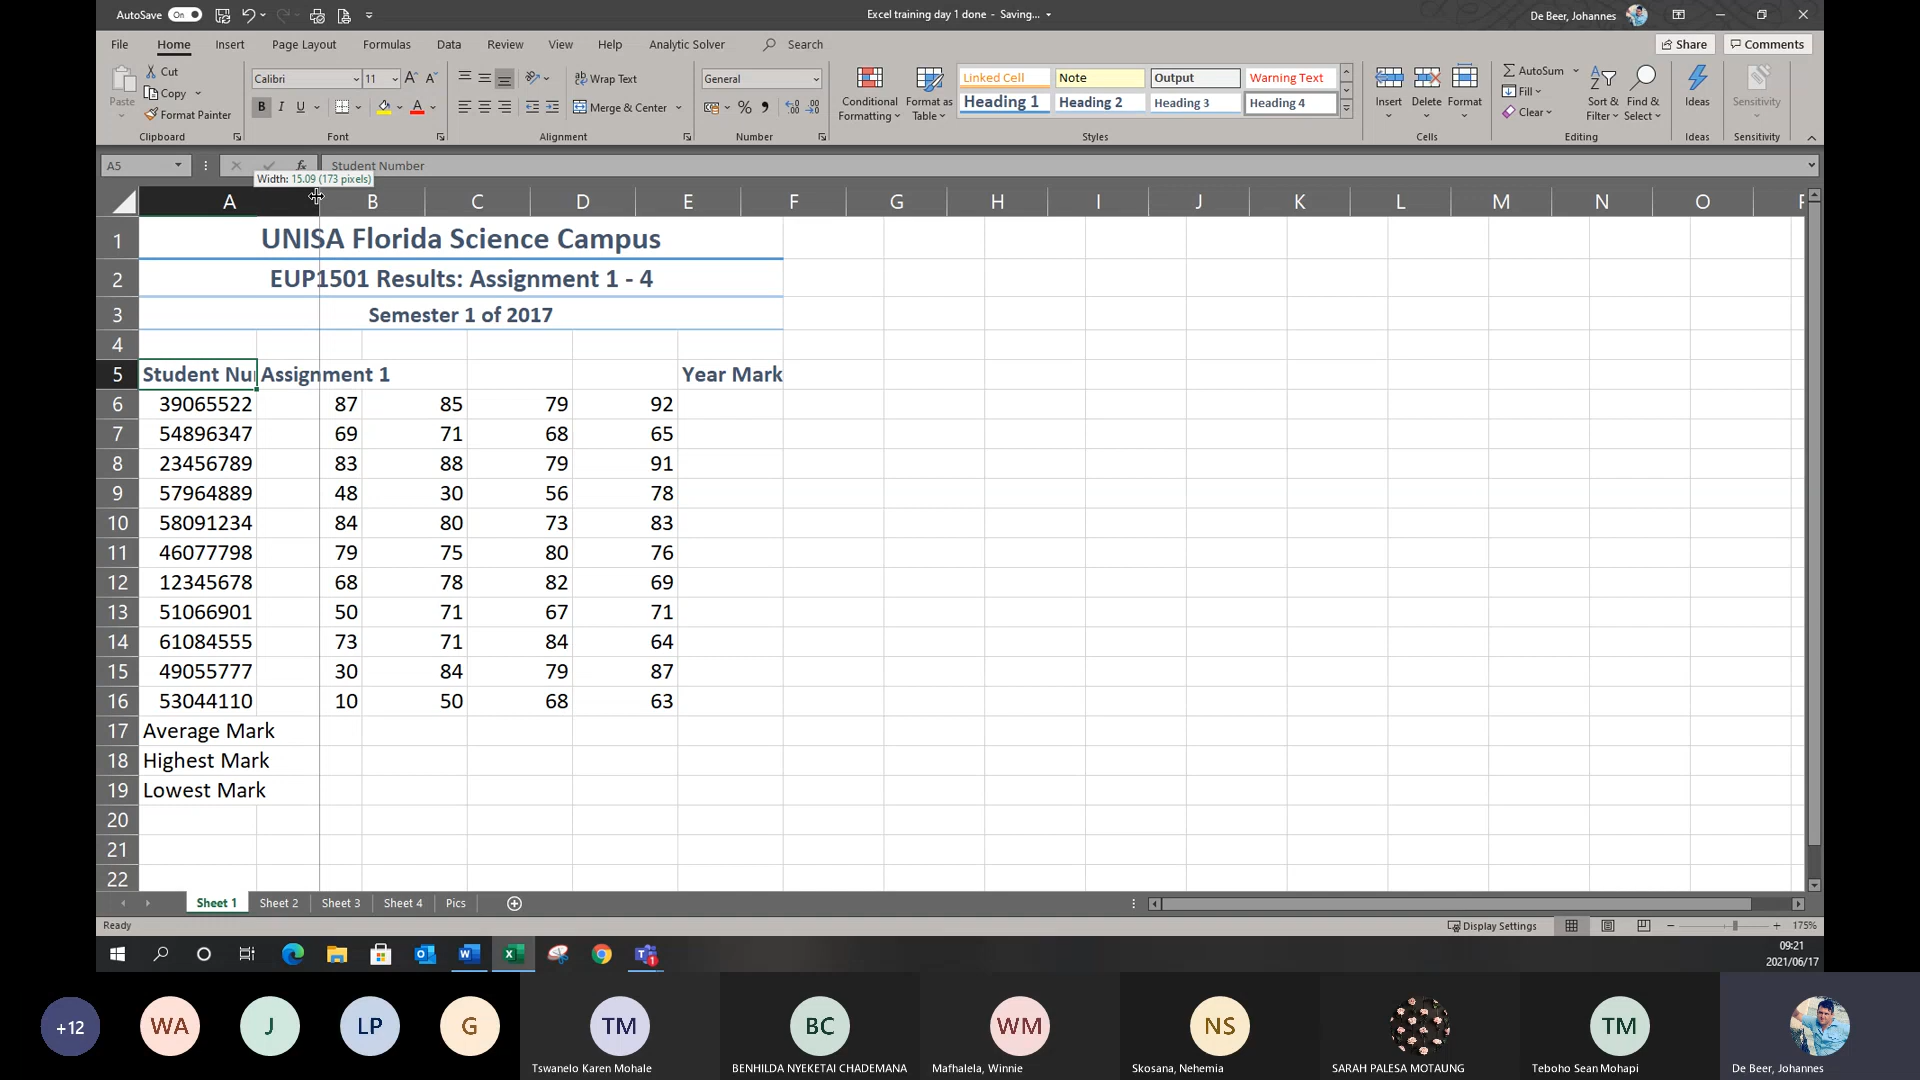 AutoSave On
Excel training day 1 done - Saving...
De Beer, Johannes
File Home Insert Page Layout Formulas Data Review View Help Analytic Solver Search
Share Comments
Paste
Cut
Copy
Format Painter
Clipboard
Calibri 11
B I U
Font
Wrap Text
Merge & Center
Alignment
General
Number
Conditional Formatting
Format as Table
Linked Cell Note Output Warning Text
Heading 1 Heading 2 Heading 3 Heading 4
Styles
Insert Delete Format
Cells
AutoSum
Fill
Clear
Sort & Filter
Find & Select
Editing
Ideas
Ideas
Sensitivity
Sensitivity
A5 fx Student Number
Width: 15.09 (173 pixels)
A B C D E F G H I J K L M N O
1 UNISA Florida Science Campus
2 EUP1501 Results: Assignment 1 - 4
3 Semester 1 of 2017
4
5 Student Nu Assignment 1 Year Mark
6 39065522 87 85 79 92
7 54896347 69 71 68 65
8 23456789 83 88 79 91
9 57964889 48 30 56 78
10 58091234 84 80 73 83
11 46077798 79 75 80 76
12 12345678 68 78 82 69
13 51066901 50 71 67 71
14 61084555 73 71 84 64
15 49055777 30 84 79 87
16 53044110 10 50 68 63
17 Average Mark
18 Highest Mark
19 Lowest Mark
20
21
22
Sheet 1 Sheet 2 Sheet 3 Sheet 4 Pics
Ready
Display Settings
175%
09:21
2021/06/17
+12 WA J LP G TM BC WM NS TM
Tswanelo Karen Mohale BENHILDA NYEKETAI CHADEMANA Mafhalela, Winnie Skosana, Nehemia SARAH PALESA MOTAUNG Teboho Sean Mohapi De Beer, Johannes